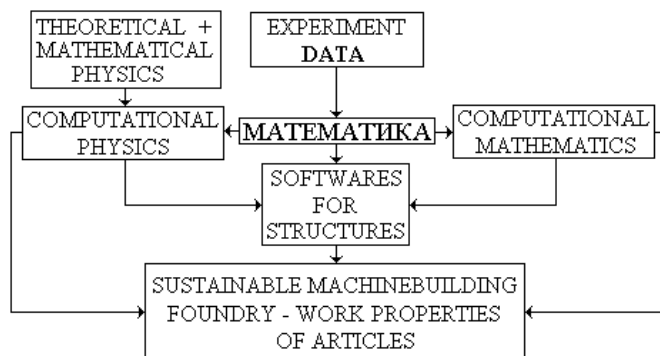 THEORETICAL +
MATHEMATICAL
PHYSICS
EXPERIMENT
DATA
COMPUTATIONAL
PHYSICS
МАТЕМАТИКА
COMPUTATIONAL
MATHEMATICS
SOFTWARES
FOR
STRUCTURES
SUSTAINABLE MACHINEBUILDING
FOUNDRY - WORK PROPERTIES
OF ARTICLES